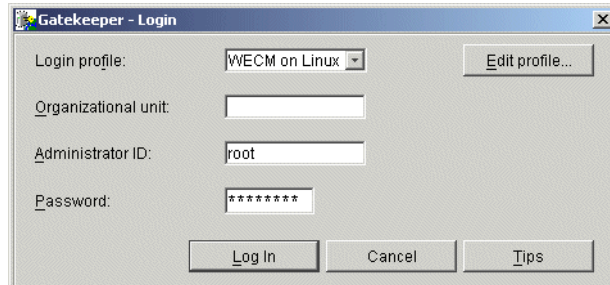 Gatekeeper - Login
Login profile: WECM on Linux Edit profile...
Organizational unit:
Administrator ID: root
Password: ********
Log In Cancel Tips